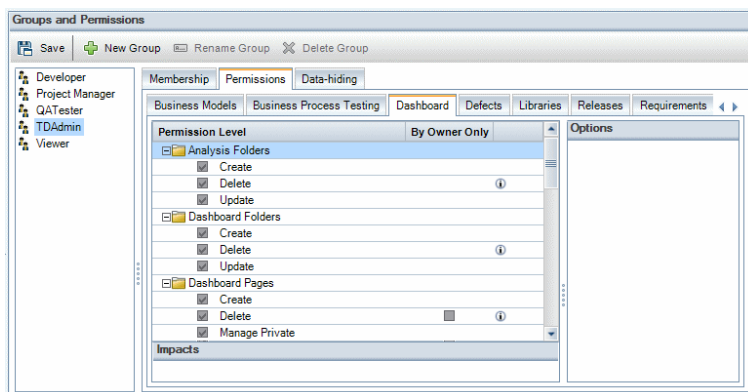 Groups and Permissions
Save New Group Rename Group Delete Group
Developer
Project Manager
QATester
TDAdmin
Viewer
Membership Permissions Data-hiding
Business Models Business Process Testing Dashboard Defects Libraries Releases Requirements
Permission Level By Owner Only
Analysis Folders
Create
Delete
Update
Dashboard Folders
Create
Delete
Update
Dashboard Pages
Create
Delete
Manage Private
Impacts
Options